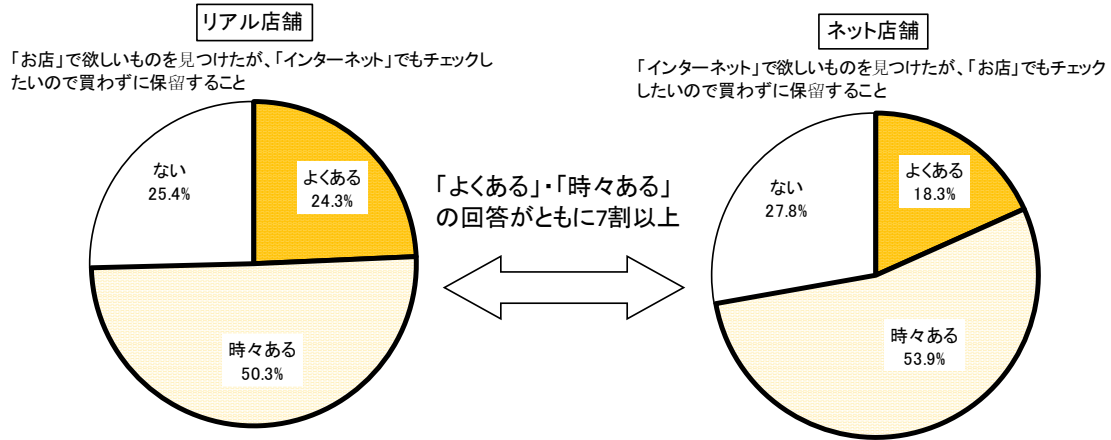 リアル店舗
「お店」で欲しいものを見つけたが、「インターネット」でもチェックし
たいので買わずに保留すること
ない
25.4%
よくある
24.3%
時々ある
50.3%
「よくある」・「時々ある」
の回答がともに7割以上
ネット店舗
「インターネット」で欲しいものを見つけたが、「お店」でもチェック
したいので買わずに保留すること
ない
27.8%
よくある
18.3%
時々ある
53.9%